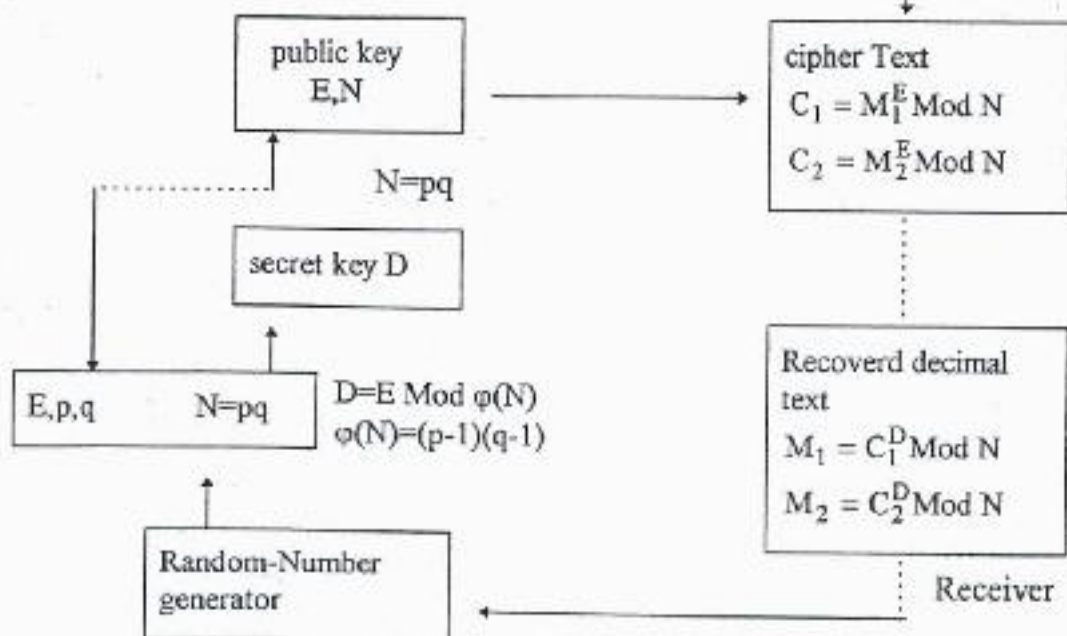 public key
E,N
cipher Text
C₁ = M₁ᴱ Mod N
C₂ = M₂ᴱ Mod N
N=pq
secret key D
E,p,q N=pq
D=E Mod φ(N)
φ(N)=(p-1)(q-1)
Recoverd decimal
text
M₁ = C₁ᴰ Mod N
M₂ = C₂ᴰ Mod N
Random-Number
generator
Receiver